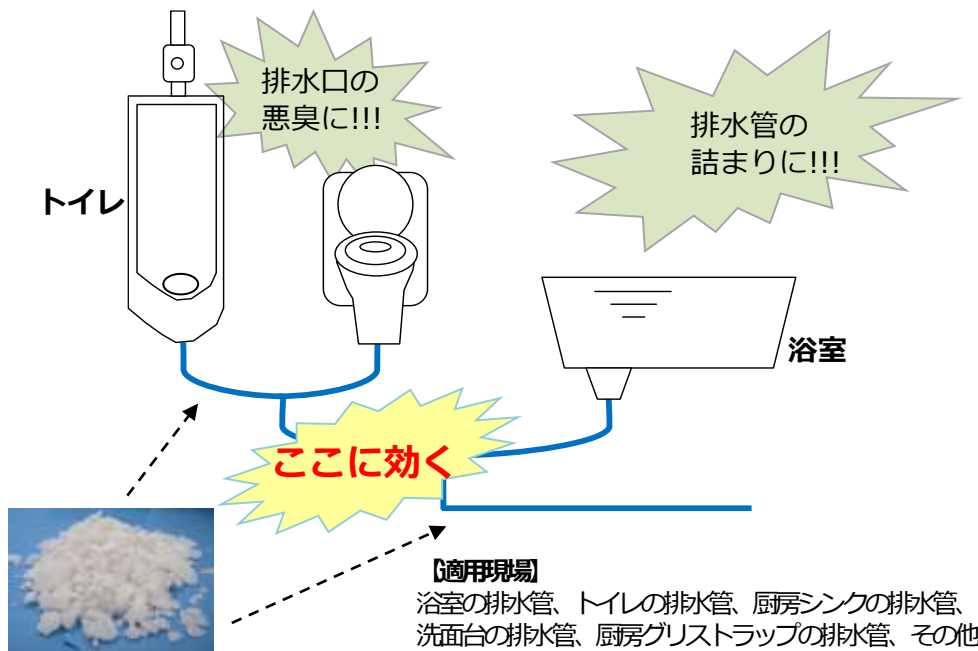 排水口の
悪臭に!!!
排水管の
詰まりに!!!
トイレ
浴室
ここに効く
【適用現場】
浴室の排水管、トイレの排水管、厨房シンクの排水管、
洗面台の排水管、厨房グリストラップの排水管、その他